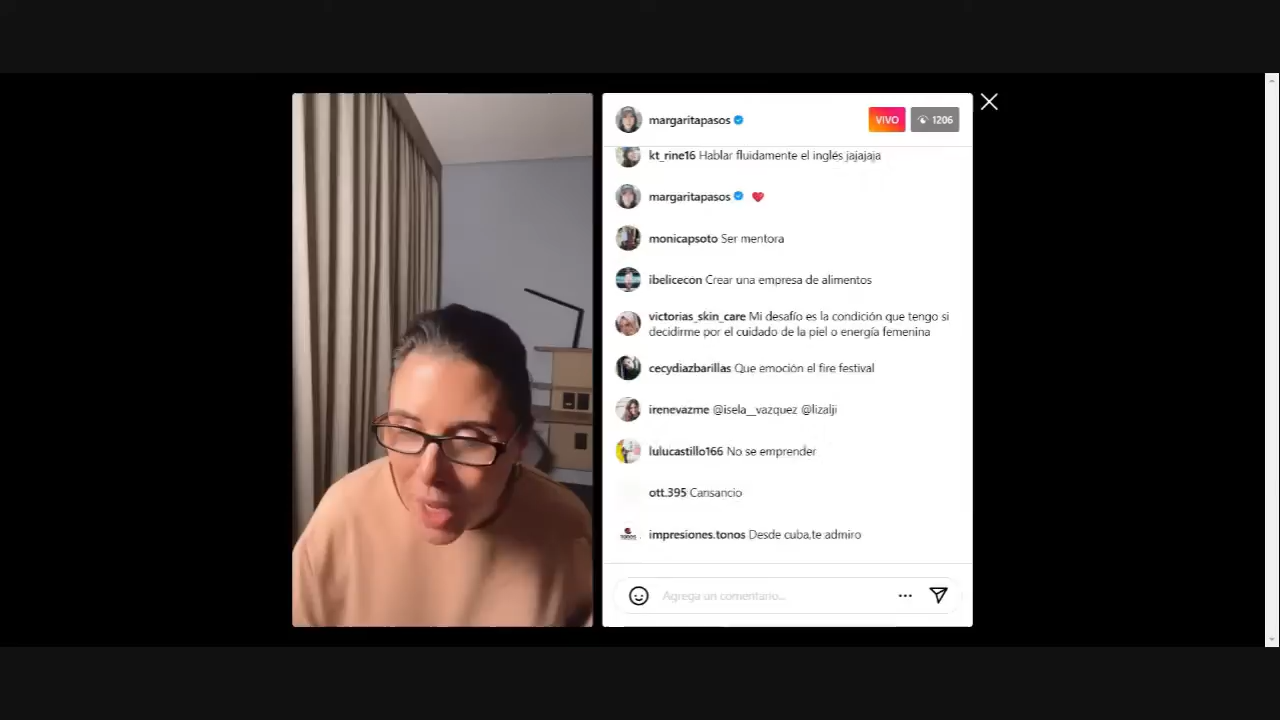 margaritapasos
VIVO
1206
kt_rine16 Hablar fluidamente el inglés jajajaja
margaritapasos
monicapsoto Ser mentora
ibelicecon Crear una empresa de alimentos
victorias_skin_care Mi desafío es la condición que tengo si
decidirme por el cuidado de la piel o energía femenina
cecydiazbarillas Que emoción el fire festival
irenevazme @isela__vazquez @lizalji
lulucastillo166 No se emprender
ott.395 Cansancio
impresiones.tonos Desde cuba,te admiro
Agrega un comentario...